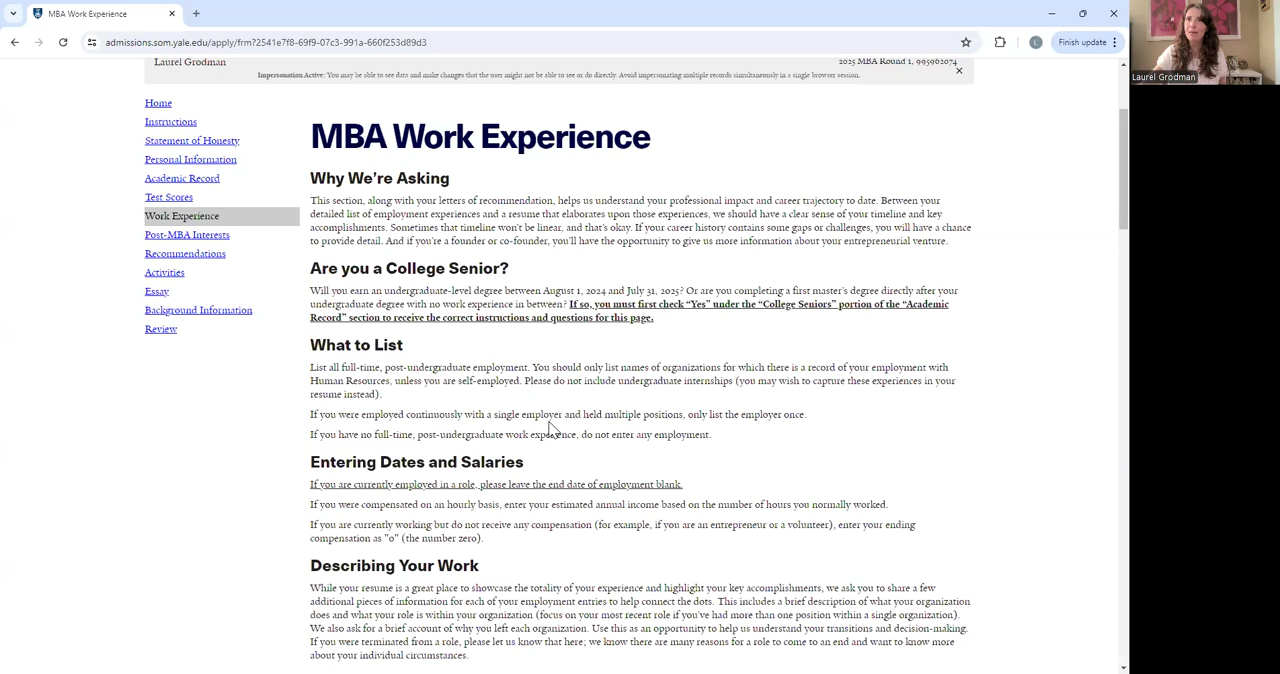 MBA Work Experience
admissions.som.yale.edu/apply/frm?2541e7f8-69f9-07c3-991a-660f253d89d3
L
Finish update
Laurel Grodman
Laurel Grodman
2025 MBA Round 1, 995962074
Impersonation Active: You may be able to see data and make changes that the user might not be able to see or do directly. Avoid impersonating multiple records simultaneously in a single browser session.
Home
Instructions
Statement of Honesty
Personal Information
Academic Record
Test Scores
Work Experience
Post-MBA Interests
Recommendations
Activities
Essay
Background Information
Review
MBA Work Experience
Why We're Asking
This section, along with your letters of recommendation, helps us understand your professional impact and career trajectory to date. Between your
detailed list of employment experiences and a resume that elaborates upon those experiences, we should have a clear sense of your timeline and key
accomplishments. Sometimes that timeline won't be linear, and that's okay. If your career history contains some gaps or challenges, you will have a chance
to provide detail. And if you're a founder or co-founder, you'll have the opportunity to give us more information about your entrepreneurial venture.
Are you a College Senior?
Will you earn an undergraduate-level degree between August 1, 2024 and July 31, 2025? Or are you completing a first master's degree directly after your
undergraduate degree with no work experience in between? If so, you must first check "Yes" under the "College Seniors" portion of the "Academic
Record" section to receive the correct instructions and questions for this page.
What to List
List all full-time, post-undergraduate employment. You should only list names of organizations for which there is a record of your employment with
Human Resources, unless you are self-employed. Please do not include undergraduate internships (you may wish to capture these experiences in your
resume instead).
If you were employed continuously with a single employer and held multiple positions, only list the employer once.
If you have no full-time, post-undergraduate work experience, do not enter any employment.
Entering Dates and Salaries
If you are currently employed in a role, please leave the end date of employment blank.
If you were compensated on an hourly basis, enter your estimated annual income based on the number of hours you normally worked.
If you are currently working but do not receive any compensation (for example, if you are an entrepreneur or a volunteer), enter your ending
compensation as "0" (the number zero).
Describing Your Work
While your resume is a great place to showcase the totality of your experience and highlight your key accomplishments, we ask you to share a few
additional pieces of information for each of your employment entries to help connect the dots. This includes a brief description of what your organization
does and what your role is within your organization (focus on your most recent role if you've had more than one position within a single organization).
We also ask for a brief account of why you left each organization. Use this as an opportunity to help us understand your transitions and decision-making.
If you were terminated from a role, please let us know that here; we know there are many reasons for a role to come to an end and want to know more
about your individual circumstances.